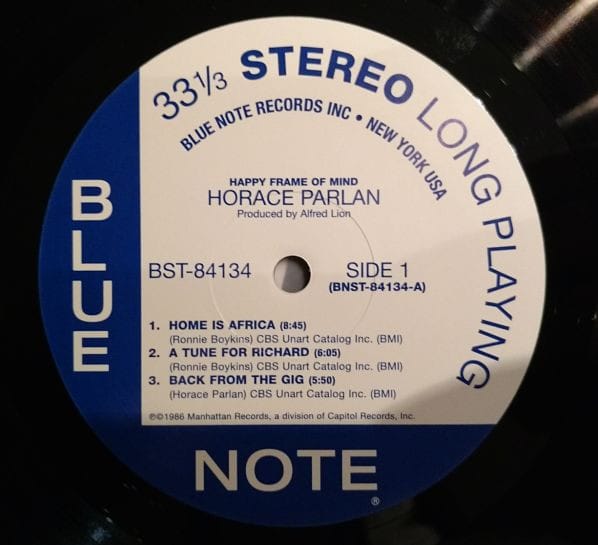 33⅓ STEREO LONG PLAYING
BLUE NOTE RECORDS INC • NEW YORK USA
HAPPY FRAME OF MIND
HORACE PARLAN
Produced by Alfred Lion
BST-84134
SIDE 1
(BNST-84134-A)
1. HOME IS AFRICA (8:45)
(Ronnie Boykins) CBS Unart Catalog Inc. (BMI)
2. A TUNE FOR RICHARD (6:05)
(Ronnie Boykins) CBS Unart Catalog Inc. (BMI)
3. BACK FROM THE GIG (5:50)
(Horace Parlan) CBS Unart Catalog Inc. (BMI)
℗©1986 Manhattan Records, a division of Capitol Records, Inc.
BLUE
NOTE®